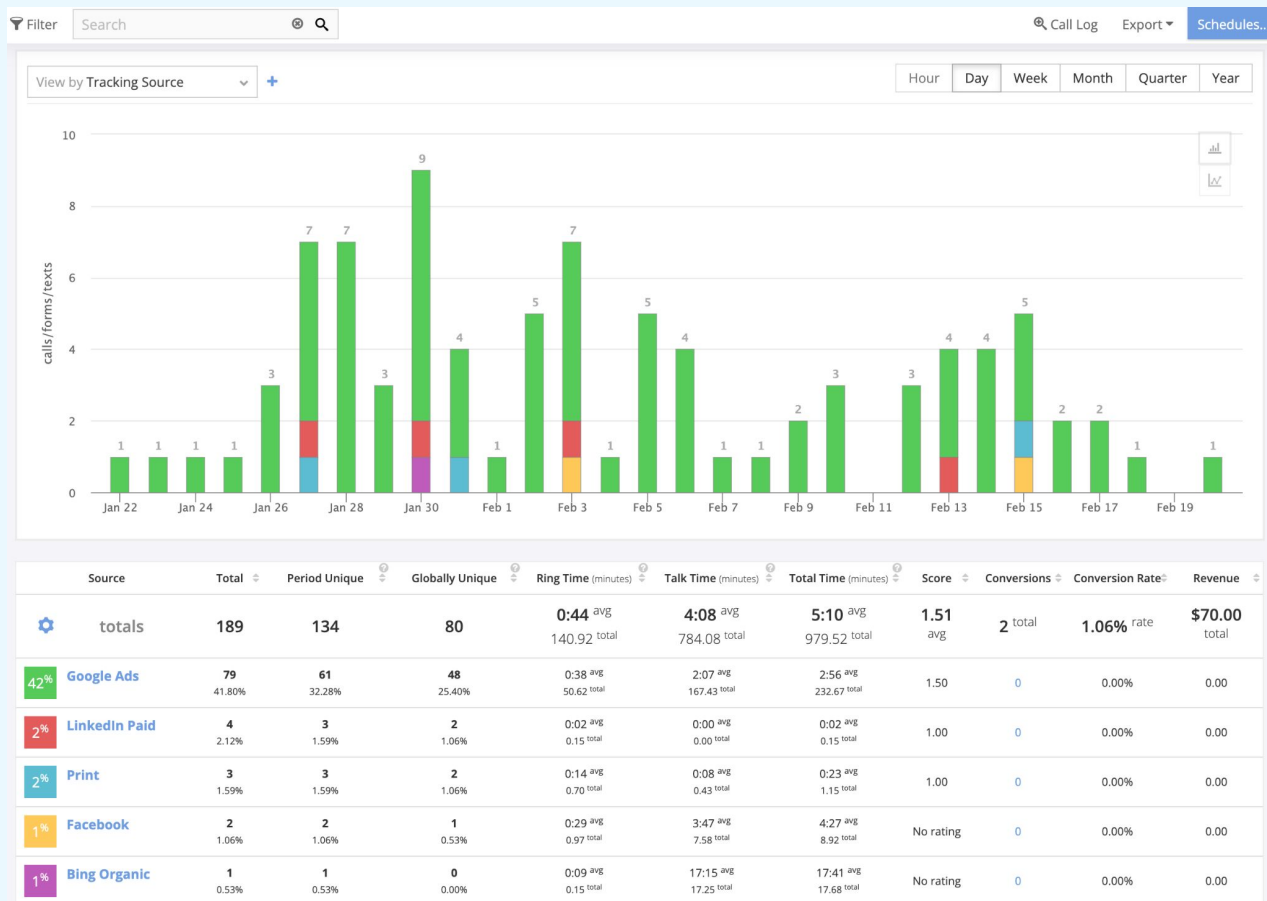 Filter Search Call Log Export Schedules...
View by Tracking Source + Hour Day Week Month Quarter Year
10
8
6
4
2
0
calls/forms/texts
1 1 1 1 3 7 7 3 9 4 1 5 7 1 5 4 1 1 2 3 3 4 4 5 2 2 1 1
Jan 22 Jan 24 Jan 26 Jan 28 Jan 30 Feb 1 Feb 3 Feb 5 Feb 7 Feb 9 Feb 11 Feb 13 Feb 15 Feb 17 Feb 19
Source Total Period Unique ? Globally Unique ? Ring Time (minutes) ? Talk Time (minutes) ? Total Time (minutes) ? Score Conversions Conversion Rate Revenue
totals 189 134 80 0:44 avg 4:08 avg 5:10 avg 1.51 2 total 1.06% rate $70.00
140.92 total 784.08 total 979.52 total avg total
42% Google Ads 79 61 48 0:38 avg 2:07 avg 2:56 avg 1.50 0 0.00% 0.00
41.80% 32.28% 25.40% 50.62 total 167.43 total 232.67 total
2% LinkedIn Paid 4 3 2 0:02 avg 0:00 avg 0:02 avg 1.00 0 0.00% 0.00
2.12% 1.59% 1.06% 0.15 total 0.00 total 0.15 total
2% Print 3 3 2 0:14 avg 0:08 avg 0:23 avg 1.00 0 0.00% 0.00
1.59% 1.59% 1.06% 0.70 total 0.43 total 1.15 total
1% Facebook 2 2 1 0:29 avg 3:47 avg 4:27 avg No rating 0 0.00% 0.00
1.06% 1.06% 0.53% 0.97 total 7.58 total 8.92 total
1% Bing Organic 1 1 0 0:09 avg 17:15 avg 17:41 avg No rating 0 0.00% 0.00
0.53% 0.53% 0.00% 0.15 total 17.25 total 17.68 total